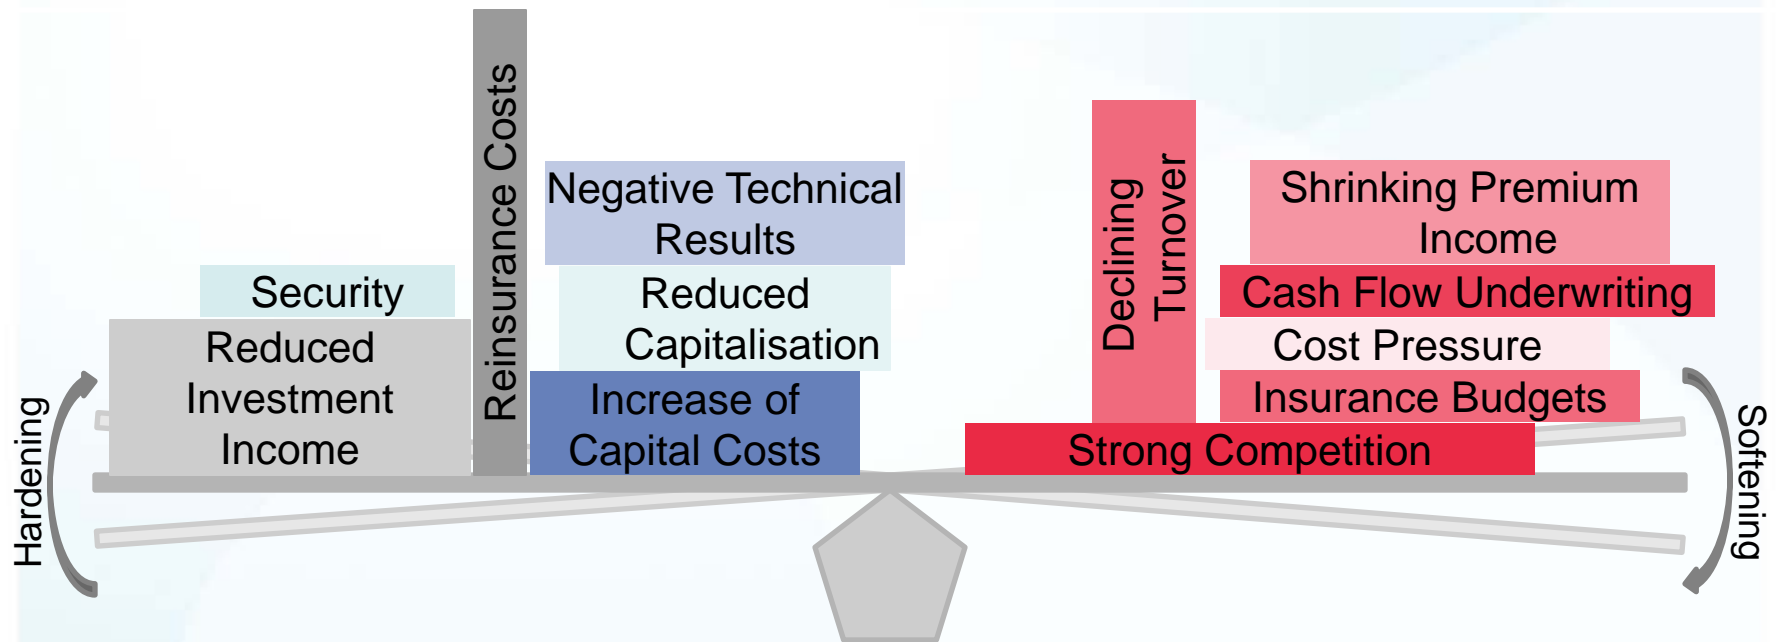 Hardening
Security
Reduced
Investment
Income
Reinsurance Costs
Negative Technical
Results
Reduced
Capitalisation
Increase of
Capital Costs
Declining
Turnover
Shrinking Premium
Income
Cash Flow Underwriting
Cost Pressure
Insurance Budgets
Strong Competition
Softening